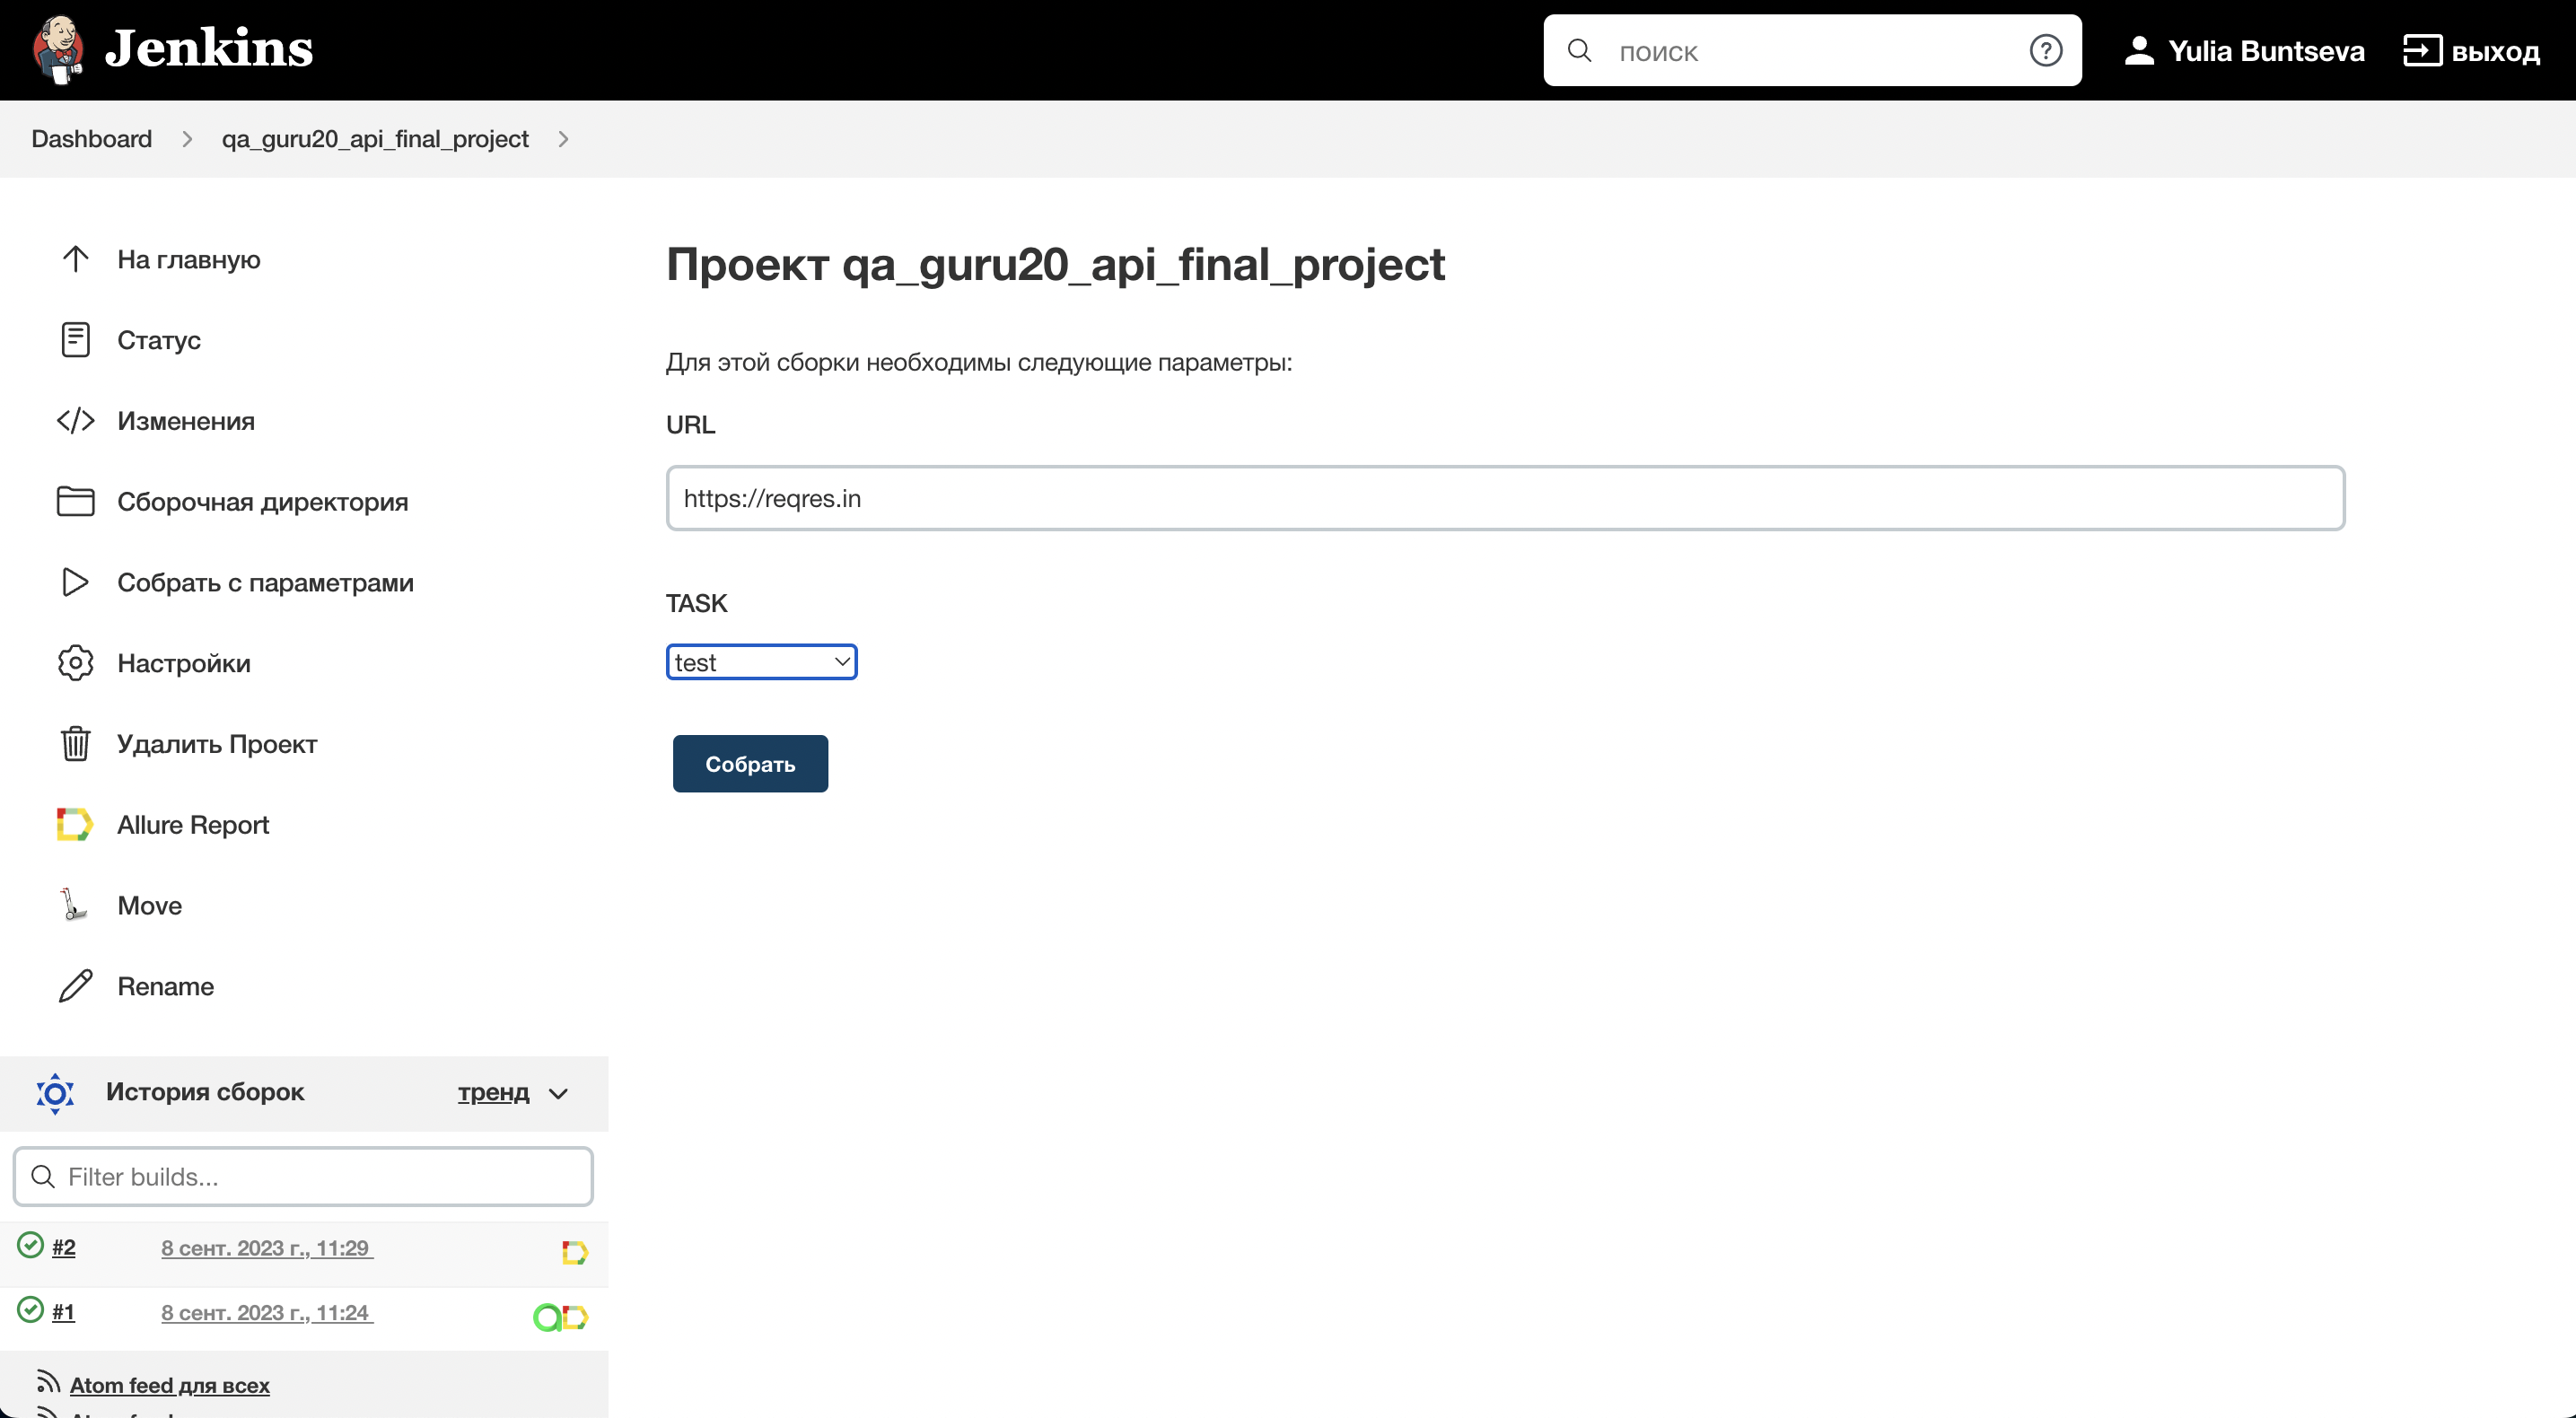 Jenkins
поиск
Yulia Buntseva
выход
Dashboard
qa_guru20_api_final_project
На главную
Статус
Изменения
Сборочная директория
Собрать с параметрами
Настройки
Удалить Проект
Allure Report
Move
Rename
История сборок
тренд
Filter builds...
#2
8 сент. 2023 г., 11:29
#1
8 сент. 2023 г., 11:24
Atom feed для всех
Проект qa_guru20_api_final_project
Для этой сборки необходимы следующие параметры:
URL
https://reqres.in
TASK
test
Собрать